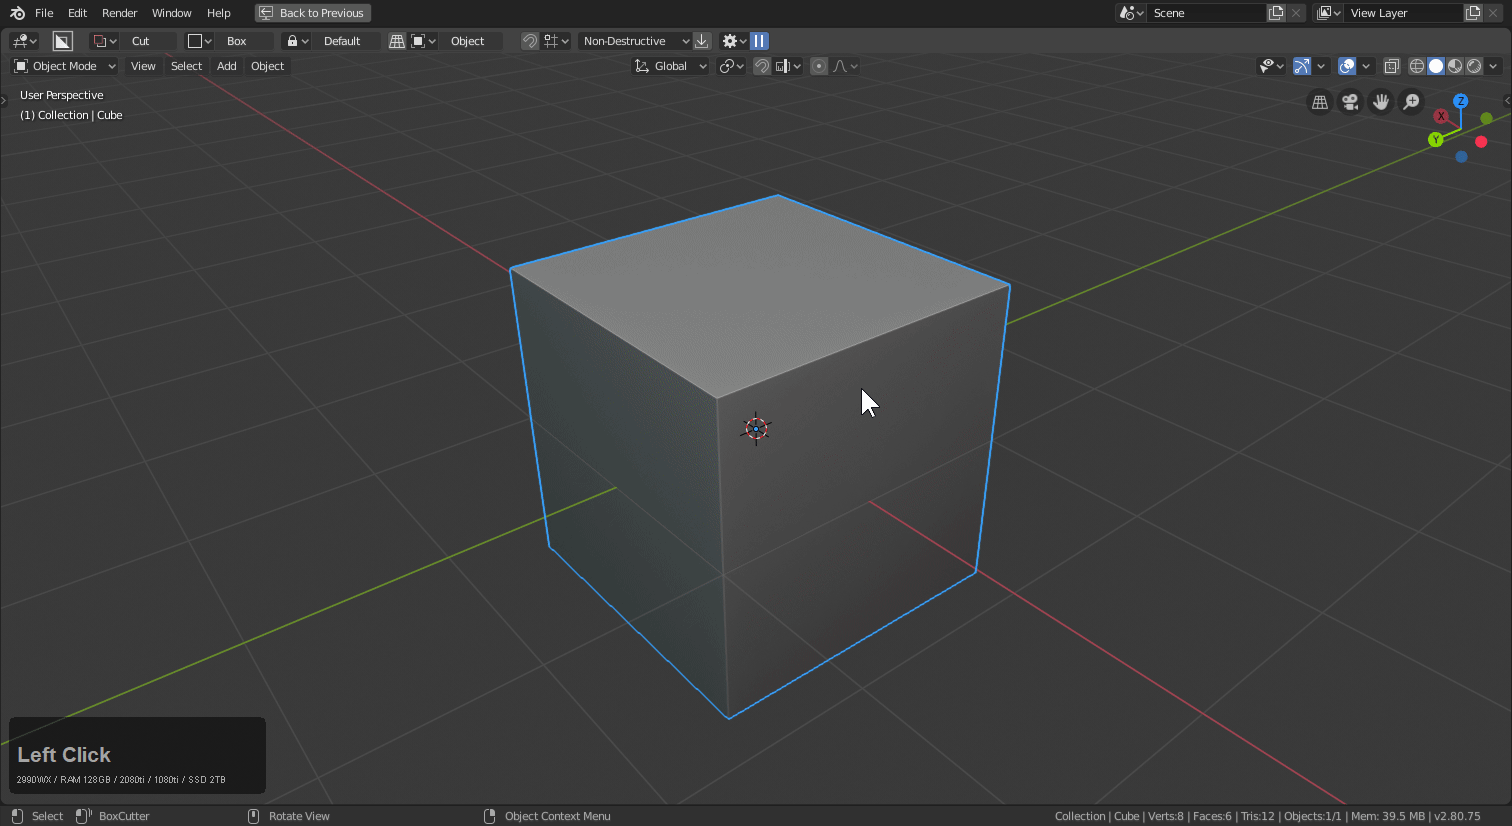 File Edit Render Window Help Back to Previous Scene View Layer
Cut Box Default Object Non-Destructive
Object Mode View Select Add Object Global
User Perspective
(1) Collection | Cube
Z
X
Y
Left Click
2990WX / RAM 128GB / 2080ti / 1080ti / SSD 2TB
Select BoxCutter Rotate View Object Context Menu Collection | Cube | Verts:8 | Faces:6 | Tris:12 | Objects:1/1 | Mem: 39.5 MB | v2.80.75